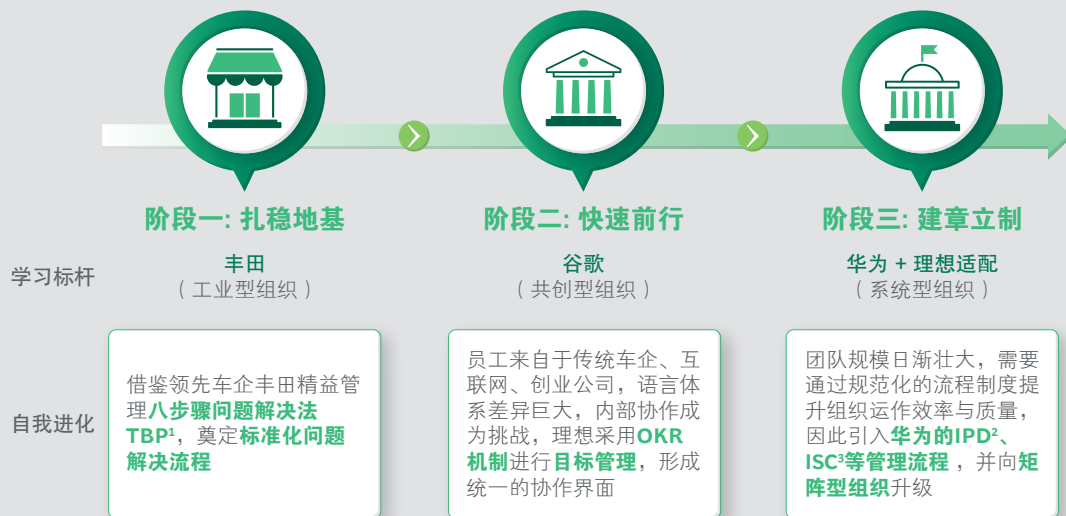 阶段一: 扎稳地基
阶段二: 快速前行
阶段三: 建章立制
学习标杆
丰田
（工业型组织）
谷歌
（共创型组织）
华为 + 理想适配
（系统型组织）
自我进化
借鉴领先车企丰田精益管
理八步骤问题解决法
TBP¹，奠定标准化问题
解决流程
员工来自于传统车企、互
联网、创业公司，语言体
系差异巨大，内部协作成
为挑战，理想采用OKR
机制进行目标管理，形成
统一的协作界面
团队规模日渐壮大，需要
通过规范化的流程制度提
升组织运作效率与质量，
因此引入华为的IPD²、
ISC³等管理流程，并向矩
阵型组织升级